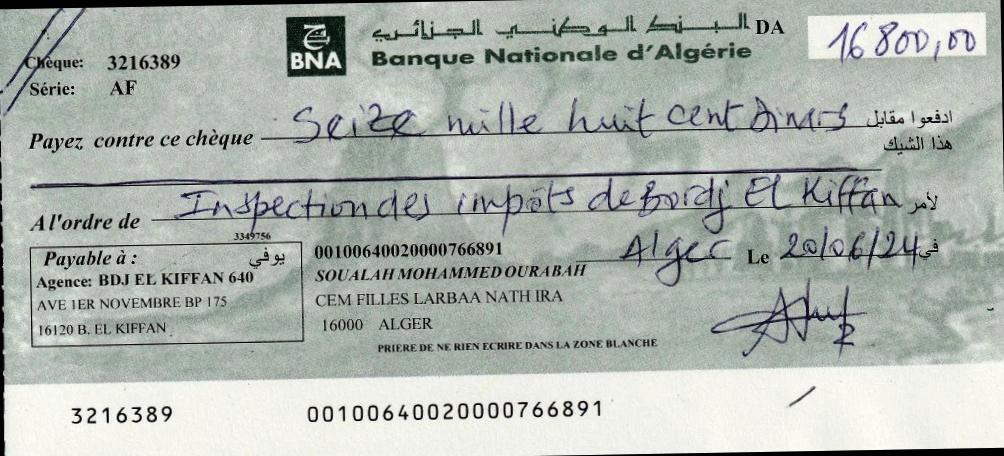 البنك الوطني الجزائري DA 16 800,00
BNA Banque Nationale d'Algérie
Chèque: 3216389
Série: AF
Payez contre ce chèque Seize mille huit cent Dinars ادفعوا مقابل
هذا الشيك
A l'ordre de Inspection des impôts de Bordj El Kiffan لأمر
3349756
Alger Le 20/06/24 في
Payable à : يوفي
Agence: BDJ EL KIFFAN 640
AVE 1ER NOVEMBRE BP 175
16120 B. EL KIFFAN
00100640020000766891
SOUALAH MOHAMMED OURABAH
CEM FILLES LARBAA NATH IRA
16000 ALGER
PRIERE DE NE RIEN ECRIRE DANS LA ZONE BLANCHE
3216389 00100640020000766891